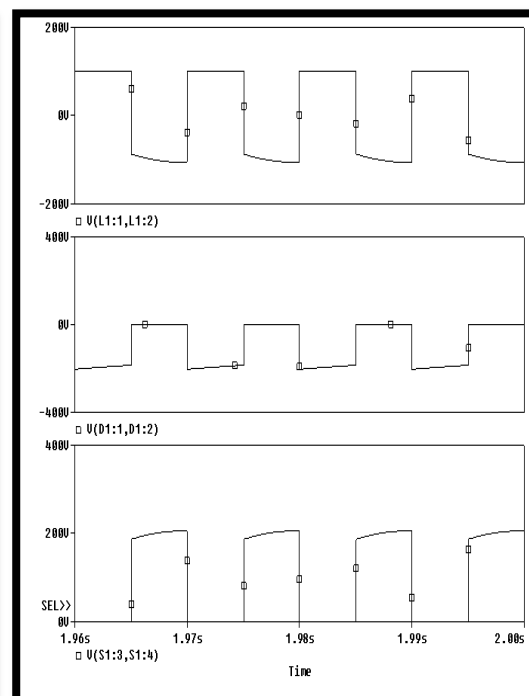 200V
0V
-200V
V(L1:1,L1:2)
400V
0V
-400V
V(D1:1,D1:2)
400V
200V
SEL>>
0V
1.96s 1.97s 1.98s 1.99s 2.00s
V(S1:3,S1:4)
Time